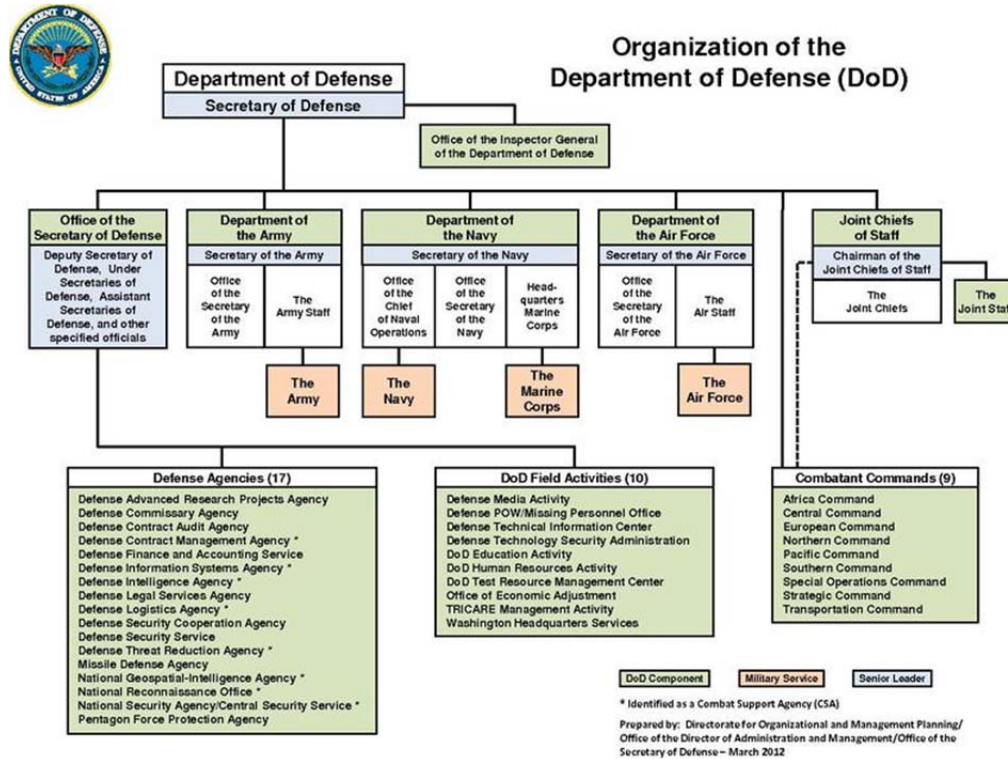 DEPARTMENT OF DEFENSE
UNITED STATES OF AMERICA
Organization of the
Department of Defense (DoD)
Department of Defense
Secretary of Defense
Office of the Inspector General
of the Department of Defense
Office of the
Secretary of Defense
Deputy Secretary of
Defense, Under
Secretaries of
Defense, Assistant
Secretaries of
Defense, and other
specified officials
Department of
the Army
Secretary of the Army
Office
of the
Secretary
of the
Army
The
Army Staff
The
Army
Department of
the Navy
Secretary of the Navy
Office
of the
Chief
of Naval
Operations
Office
of the
Secretary
of the
Navy
Head-
quarters
Marine
Corps
The
Navy
The
Marine
Corps
Department of
the Air Force
Secretary of the Air Force
Office
of the
Secretary
of the
Air Force
The
Air Staff
The
Air Force
Joint Chiefs
of Staff
Chairman of the
Joint Chiefs of Staff
The
Joint Chiefs
The
Joint Staff
Defense Agencies (17)
Defense Advanced Research Projects Agency
Defense Commissary Agency
Defense Contract Audit Agency
Defense Contract Management Agency *
Defense Finance and Accounting Service
Defense Information Systems Agency *
Defense Intelligence Agency *
Defense Legal Services Agency
Defense Logistics Agency *
Defense Security Cooperation Agency
Defense Security Service
Defense Threat Reduction Agency *
Missile Defense Agency
National Geospatial-Intelligence Agency *
National Reconnaissance Office *
National Security Agency/Central Security Service *
Pentagon Force Protection Agency
DoD Field Activities (10)
Defense Media Activity
Defense POW/Missing Personnel Office
Defense Technical Information Center
Defense Technology Security Administration
DoD Education Activity
DoD Human Resources Activity
DoD Test Resource Management Center
Office of Economic Adjustment
TRICARE Management Activity
Washington Headquarters Services
Combatant Commands (9)
Africa Command
Central Command
European Command
Northern Command
Pacific Command
Southern Command
Special Operations Command
Strategic Command
Transportation Command
DoD Component
Military Service
Senior Leader
* Identified as a Combat Support Agency (CSA)
Prepared by: Directorate for Organizational and Management Planning/
Office of the Director of Administration and Management/Office of the
Secretary of Defense – March 2012